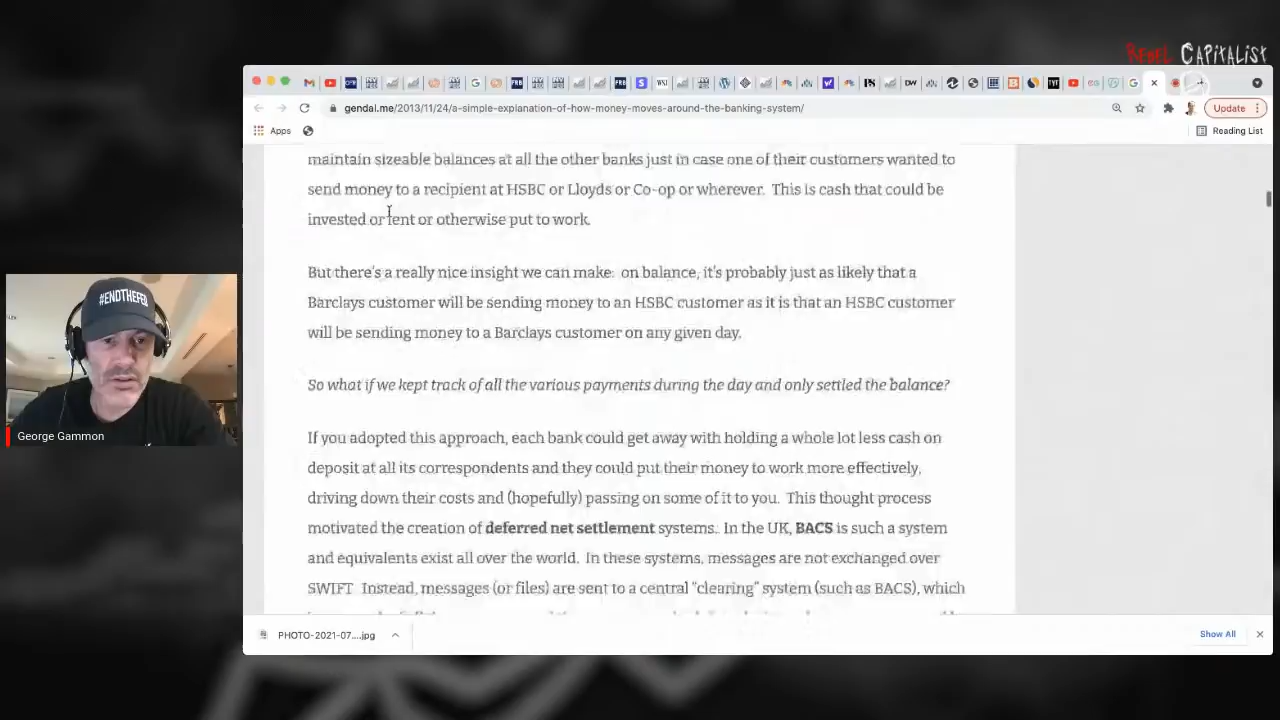 REBEL CAPITALIST
gendal.me/2013/11/24/a-simple-explanation-of-how-money-moves-around-the-banking-system/
Update
Apps
Reading List
maintain sizeable balances at all the other banks just in case one of their customers wanted to
send money to a recipient at HSBC or Lloyds or Co-op or wherever. This is cash that could be
invested or lent or otherwise put to work.
But there's a really nice insight we can make: on balance, it's probably just as likely that a
Barclays customer will be sending money to an HSBC customer as it is that an HSBC customer
will be sending money to a Barclays customer on any given day.
So what if we kept track of all the various payments during the day and only settled the balance?
If you adopted this approach, each bank could get away with holding a whole lot less cash on
deposit at all its correspondents and they could put their money to work more effectively,
driving down their costs and (hopefully) passing on some of it to you. This thought process
motivated the creation of deferred net settlement systems. In the UK, BACS is such a system
and equivalents exist all over the world. In these systems, messages are not exchanged over
SWIFT. Instead, messages (or files) are sent to a central "clearing" system (such as BACS), which
#ENDTHEFED
George Gammon
PHOTO-2021-07....jpg
Show All